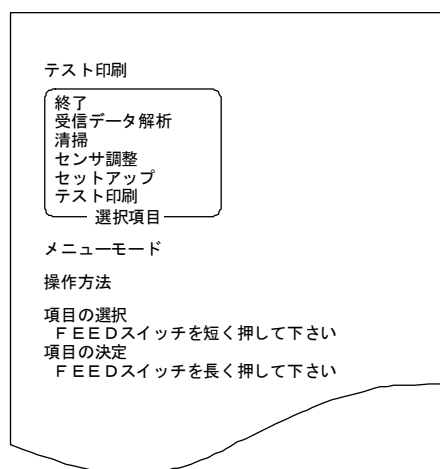 テスト印刷
終了
受信データ解析
清掃
センサ調整
セットアップ
テスト印刷
選択項目
メニューモード
操作方法
項目の選択
ＦＥＥＤスイッチを短く押して下さい
項目の決定
ＦＥＥＤスイッチを長く押して下さい